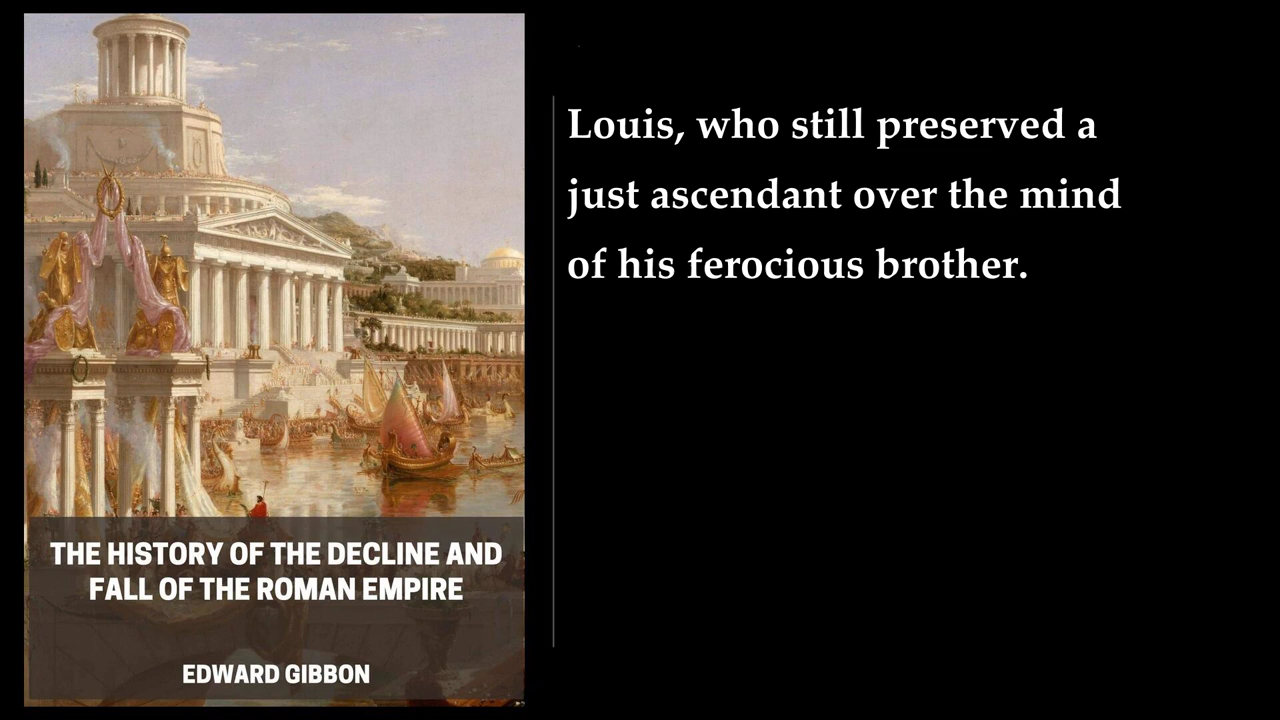 Louis, who still preserved a
just ascendant over the mind
of his ferocious brother.
THE HISTORY OF THE DECLINE AND
FALL OF THE ROMAN EMPIRE
EDWARD GIBBON